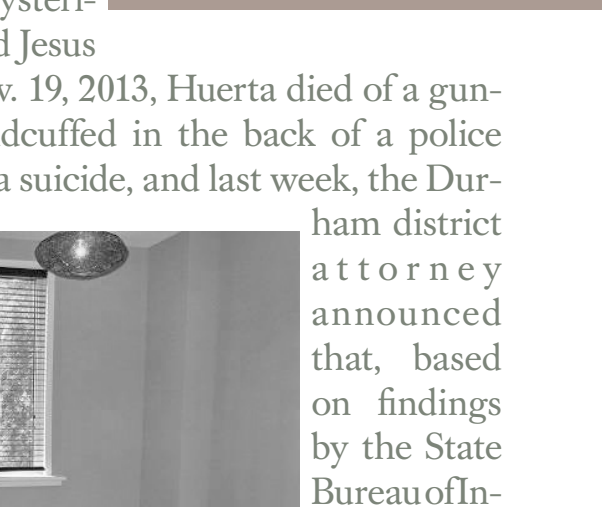 d Jesus
v. 19, 2013, Huerta died of a gun-
dcuffed in the back of a police
a suicide, and last week, the Dur-
ham district
attorney
announced
that, based
on findings
by the State
Bureau of In-